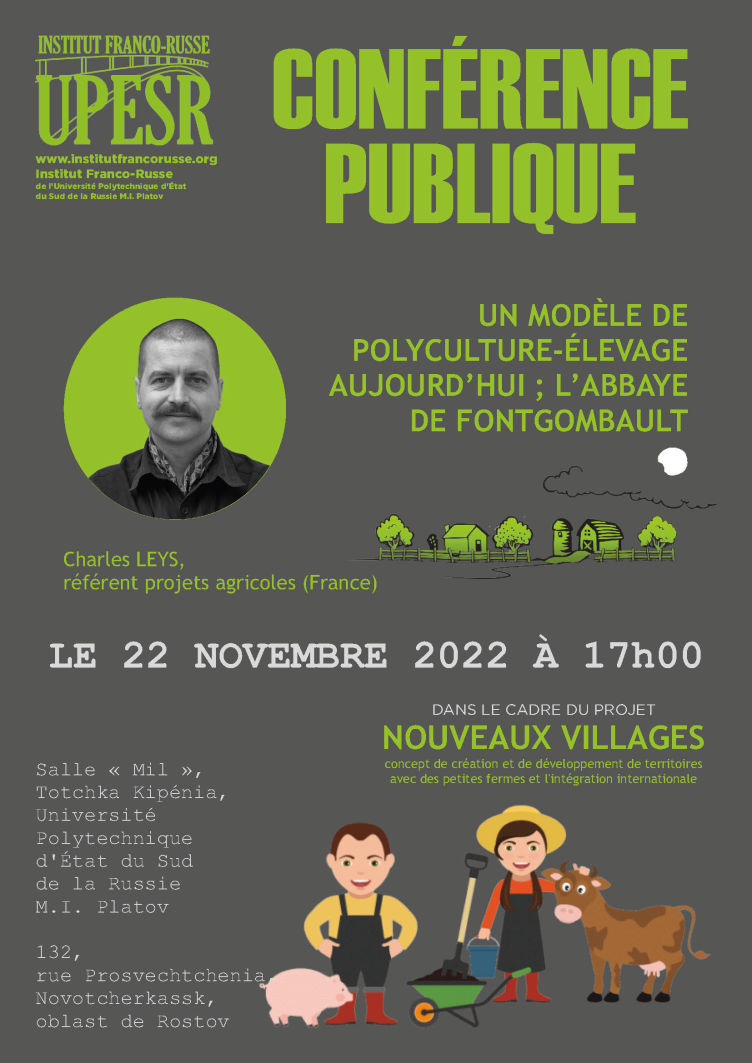 INSTITUT FRANCO-RUSSE
UPESR
www.institutfrancorusse.org
Institut Franco-Russe
de l'Université Polytechnique d'État
du Sud de la Russie M.I. Platov
CONFÉRENCE
PUBLIQUE
UN MODÈLE DE
POLYCULTURE-ÉLEVAGE
AUJOURD'HUI ; L'ABBAYE
DE FONTGOMBAULT
Charles LEYS,
référent projets agricoles (France)
LE 22 NOVEMBRE 2022 À 17h00
DANS LE CADRE DU PROJET
NOUVEAUX VILLAGES
concept de création et de développement de territoires
avec des petites fermes et l'intégration internationale
Salle « Mil »,
Totchka Kipénia,
Université
Polytechnique
d'État du Sud
de la Russie
M.I. Platov
132,
rue Prosvechtchenia,
Novotcherkassk,
oblast de Rostov